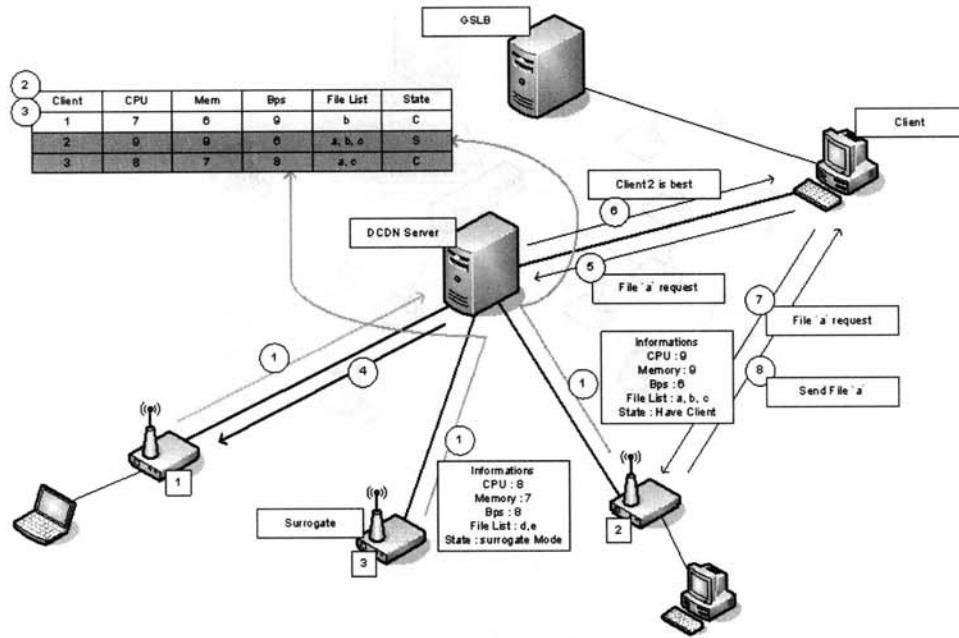 GSLB
2
3
Client CPU Mem Bps File List State
1 7 6 9 b C
2 9 9 6 a, b, c S
3 8 7 8 a, c C
Client
Client2 is best
6
DCDN Server
5
File `a` request
7
File `a` request
Informations
CPU : 9
Memory : 9
Bps : 6
File List : a, b, c
State : Have Client
8
Send File `a`
1
4
1
1
1
Informations
CPU : 8
Memory : 7
Bps : 8
File List : d,e
State : surrogate Mode
Surrogate
3
2